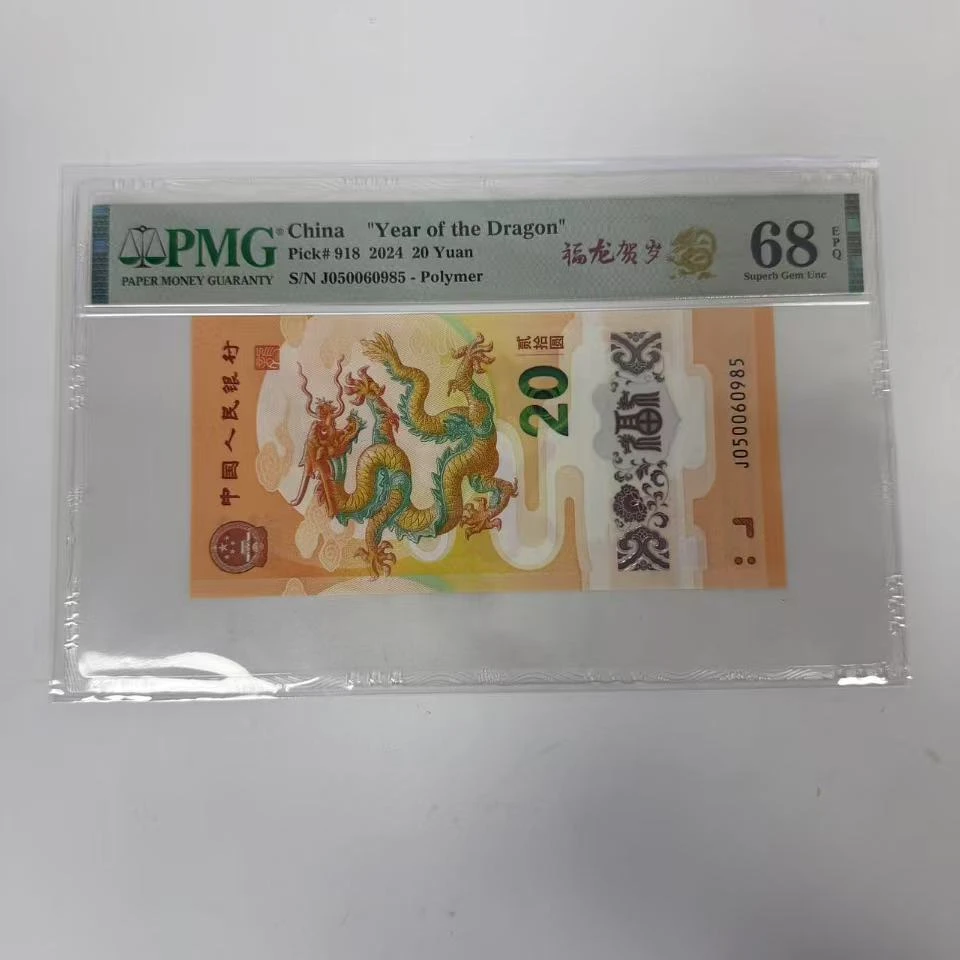 PMG®
PAPER MONEY GUARANTY
China "Year of the Dragon"
Pick# 918 2024 20 Yuan
S/N J050060985 - Polymer
福龙贺岁
68
EPQ
Superb Gem Unc
中国人民银行
贰拾圆
20
J050060985